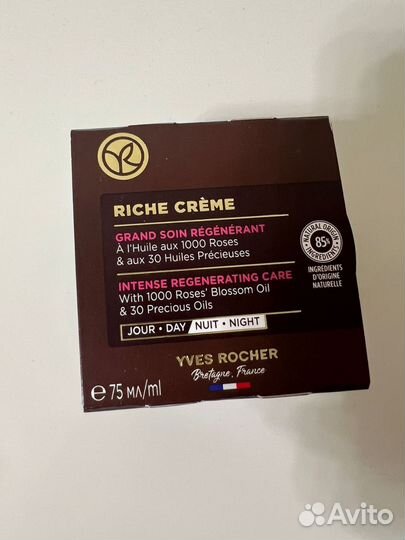 RICHE CRÈME
GRAND SOIN RÉGÉNÉRANT
À l'Huile aux 1000 Roses
& aux 30 Huiles Précieuses
INTENSE REGENERATING CARE
With 1000 Roses' Blossom Oil
& 30 Precious Oils
JOUR • DAY NUIT • NIGHT
NATURAL ORIGIN INGREDIENTS
85%
INGRÉDIENTS
D'ORIGINE
NATURELLE
YVES ROCHER
Bretagne, France
℮ 75 МЛ/ml
Avito